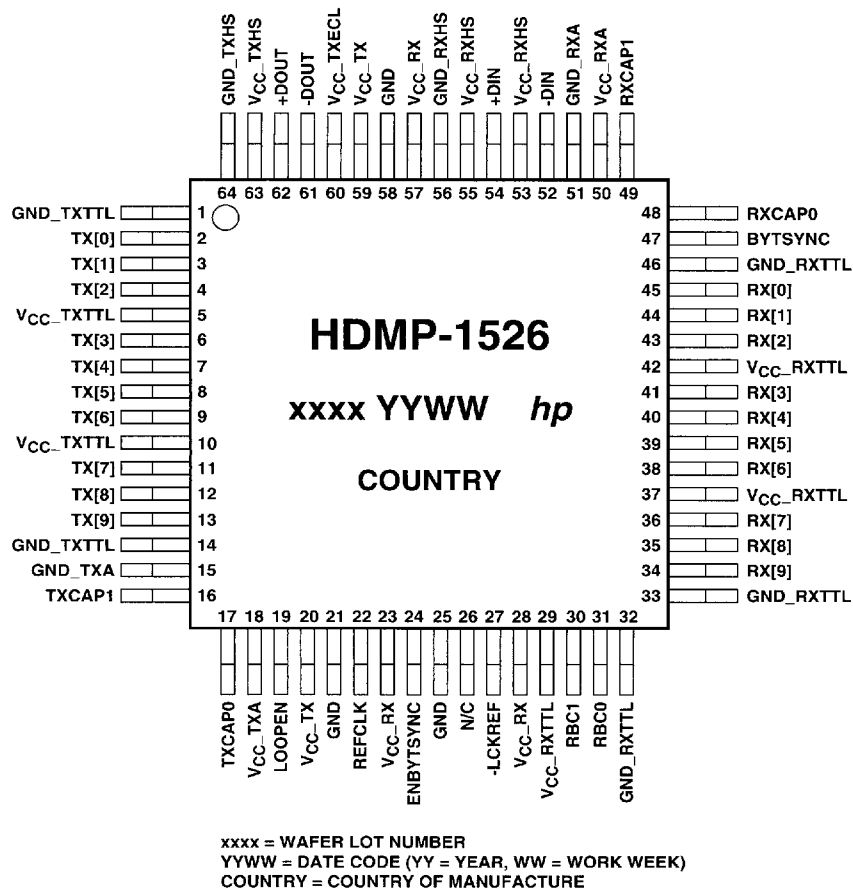 GND_TXHS
VCC_TXHS
+DOUT
-DOUT
VCC_TXECL
VCC_TX
GND
VCC_RX
GND_RXHS
VCC_RXHS
+DIN
VCC_RXHS
-DIN
GND_RXA
VCC_RXA
RXCAP1
64 63 62 61 60 59 58 57 56 55 54 53 52 51 50 49
GND_TXTTL 1
TX[0] 2
TX[1] 3
TX[2] 4
VCC_TXTTL 5
TX[3] 6
TX[4] 7
TX[5] 8
TX[6] 9
VCC_TXTTL 10
TX[7] 11
TX[8] 12
TX[9] 13
GND_TXTTL 14
GND_TXA 15
TXCAP1 16
HDMP-1526
xxxx YYWW hp
COUNTRY
48 RXCAP0
47 BYTSYNC
46 GND_RXTTL
45 RX[0]
44 RX[1]
43 RX[2]
42 VCC_RXTTL
41 RX[3]
40 RX[4]
39 RX[5]
38 RX[6]
37 VCC_RXTTL
36 RX[7]
35 RX[8]
34 RX[9]
33 GND_RXTTL
17 18 19 20 21 22 23 24 25 26 27 28 29 30 31 32
TXCAP0
VCC_TXA
LOOPEN
VCC_TX
GND
REFCLK
VCC_RX
ENBYTSYNC
GND
N/C
-LCKREF
VCC_RX
VCC_RXTTL
RBC1
RBC0
GND_RXTTL
xxxx = WAFER LOT NUMBER
YYWW = DATE CODE (YY = YEAR, WW = WORK WEEK)
COUNTRY = COUNTRY OF MANUFACTURE